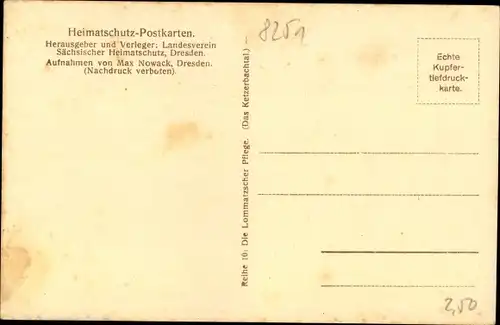 Heimatschutz-Postkarten.
Herausgeber und Verleger: Landesverein
Sächsischer Heimatschutz, Dresden.
Aufnahmen von Max Nowack, Dresden.
(Nachdruck verboten)
8251
Echte
Kupfer-
tiefdruck-
karte.
Reihe 16: Die Lommatzscher Pflege. (Das Ketzerbachtal.)
2,50